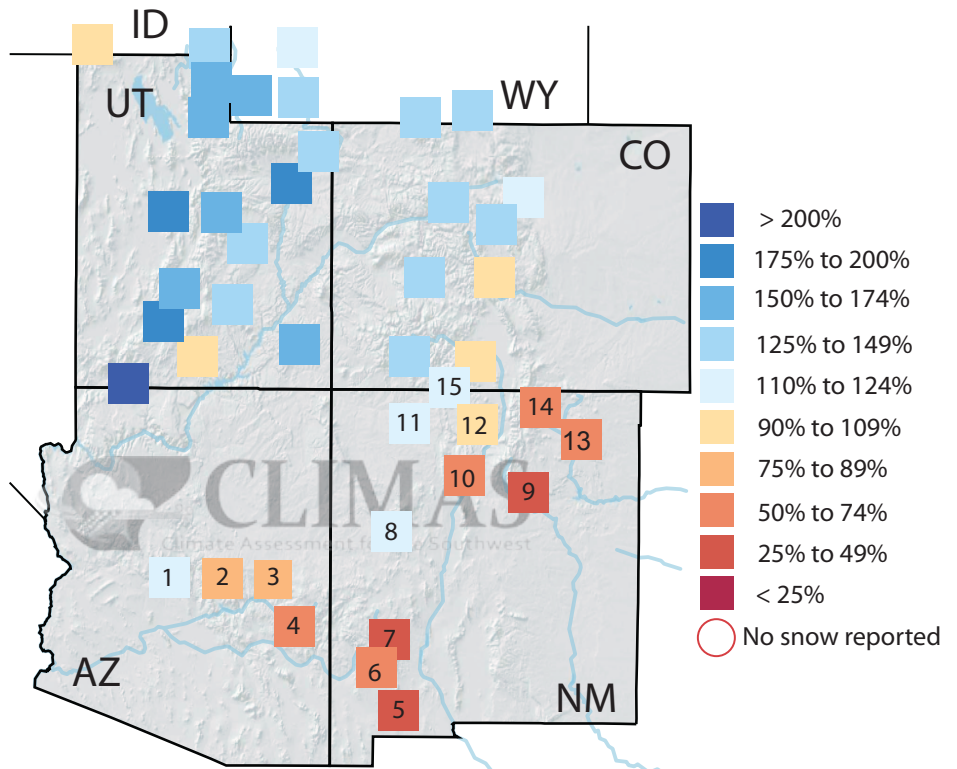 ID
UT
WY
CO
> 200%
175% to 200%
150% to 174%
125% to 149%
110% to 124%
90% to 109%
75% to 89%
50% to 74%
25% to 49%
< 25%
No snow reported
15
14
11
12
13
10
9
CLIMAS
8
Climate Assessment for the Southwest
1
2
3
4
7
6
5
AZ
NM